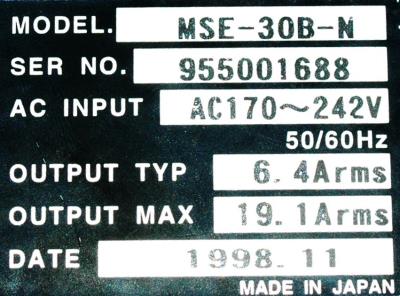 MODEL. MSE-30B-N
SER NO. 955001688
AC INPUT AC170～242V
50/60Hz
OUTPUT TYP 6.4Arms
OUTPUT MAX 19.1Arms
DATE 1998.11
MADE IN JAPAN